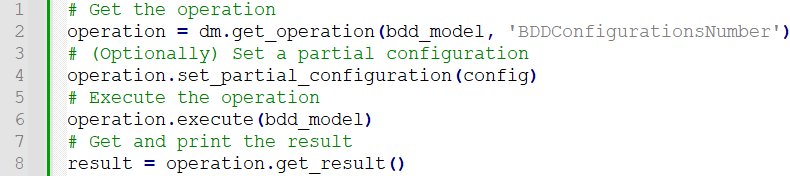 1 # Get the operation
2 operation = dm.get_operation(bdd_model, 'BDDConfigurationsNumber')
3 # (Optionally) Set a partial configuration
4 operation.set_partial_configuration(config)
5 # Execute the operation
6 operation.execute(bdd_model)
7 # Get and print the result
8 result = operation.get_result()